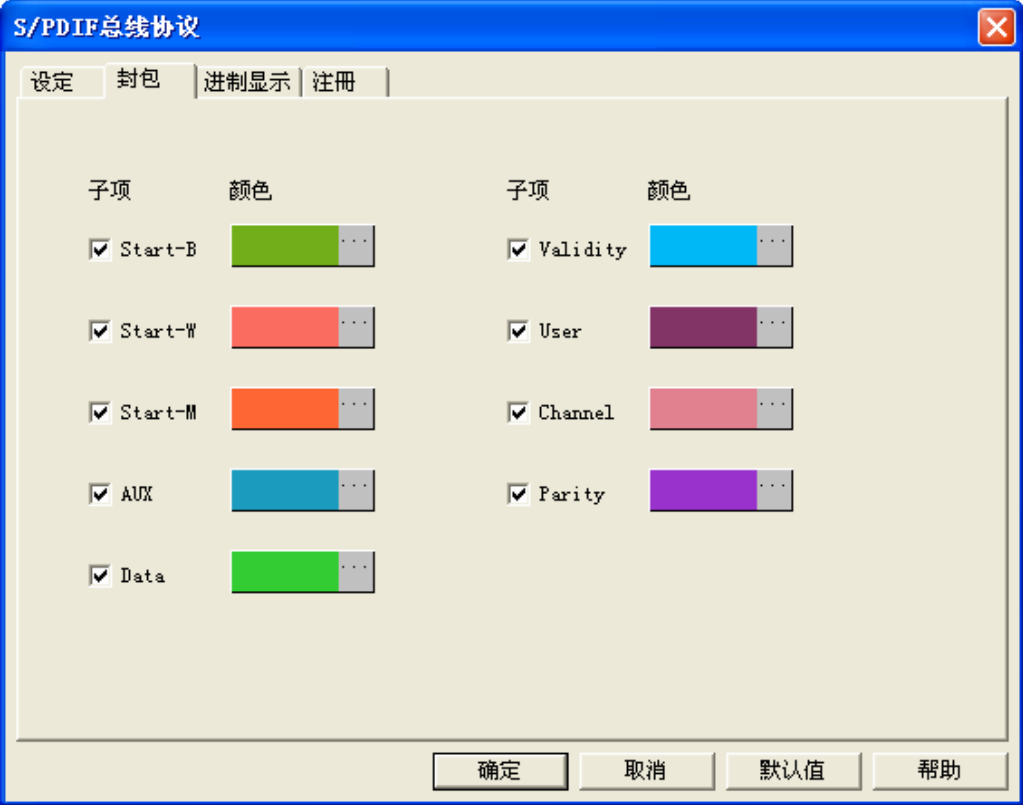 S/PDIF总线协议
设定 封包 进制显示 注册
子项 颜色 子项 颜色
Start-B ... Validity ...
Start-W ... User ...
Start-M ... Channel ...
AUX ... Parity ...
Data ...
确定 取消 默认值 帮助